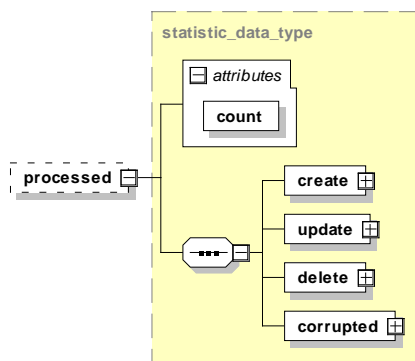 statistic_data_type
attributes
count
processed
create
update
delete
corrupted